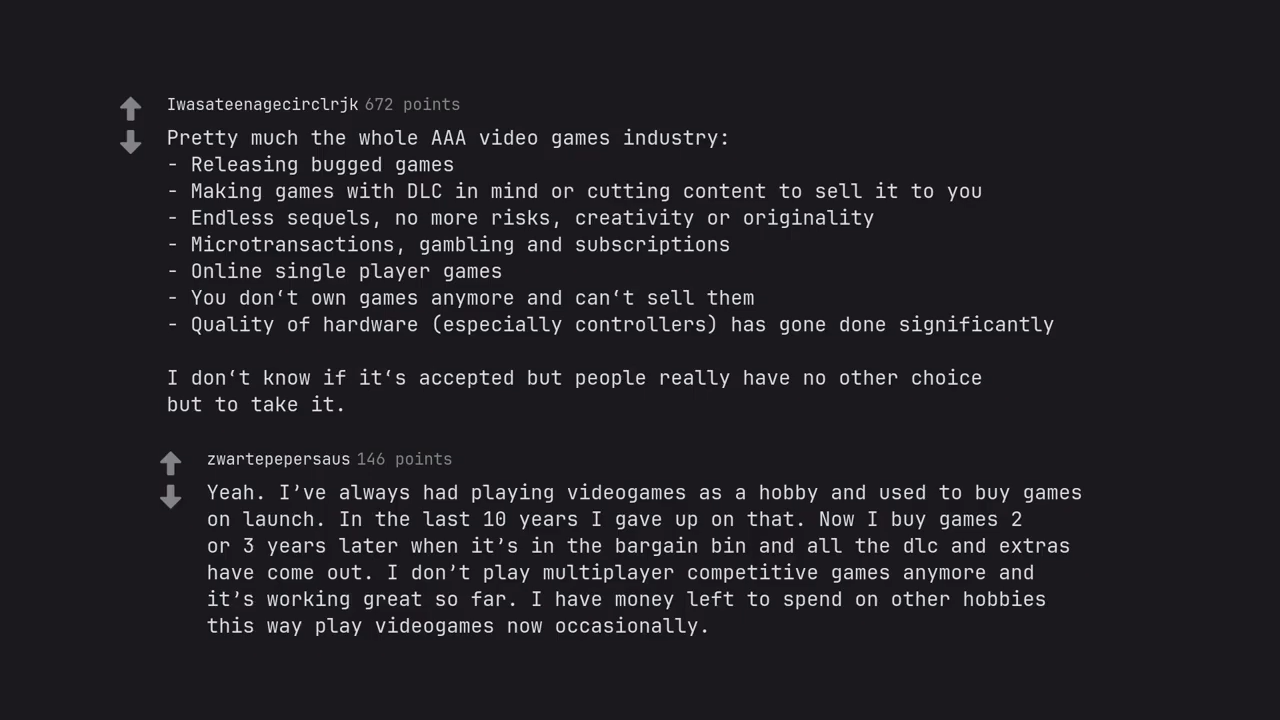 Iwasateenagecirclrjk 672 points
Pretty much the whole AAA video games industry:
- Releasing bugged games
- Making games with DLC in mind or cutting content to sell it to you
- Endless sequels, no more risks, creativity or originality
- Microtransactions, gambling and subscriptions
- Online single player games
- You don‘t own games anymore and can‘t sell them
- Quality of hardware (especially controllers) has gone done significantly
I don‘t know if it‘s accepted but people really have no other choice
but to take it.
zwartepepersaus 146 points
Yeah. I’ve always had playing videogames as a hobby and used to buy games
on launch. In the last 10 years I gave up on that. Now I buy games 2
or 3 years later when it’s in the bargain bin and all the dlc and extras
have come out. I don’t play multiplayer competitive games anymore and
it’s working great so far. I have money left to spend on other hobbies
this way play videogames now occasionally.